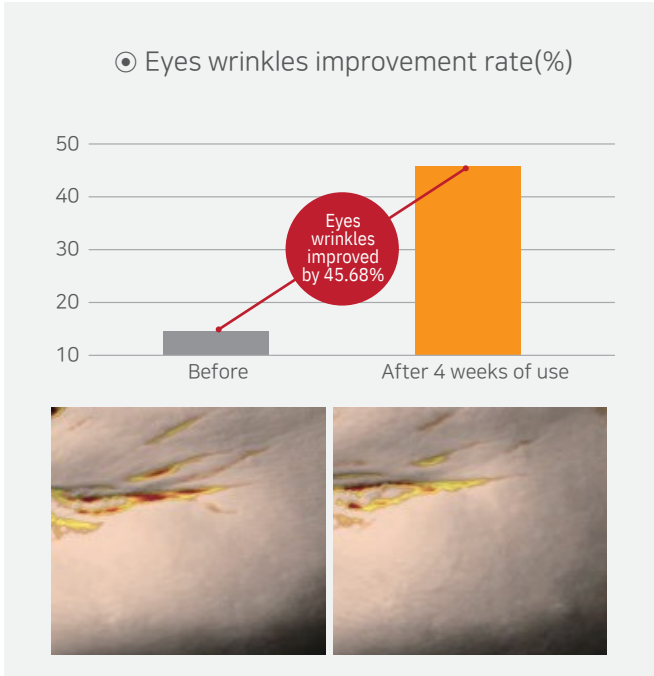 ⦿ Eyes wrinkles improvement rate(%)
50
40
30
20
10
Eyes
wrinkles
improved
by 45.68%
Before
After 4 weeks of use